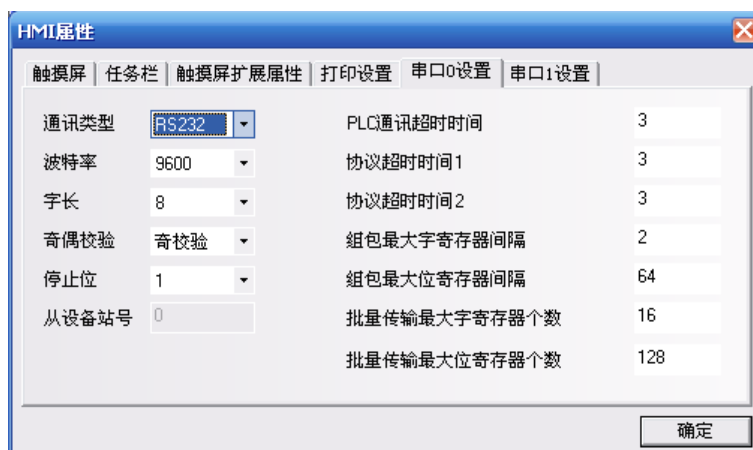 HMI属性
触摸屏 任务栏 触摸屏扩展属性 打印设置 串口0设置 串口1设置
通讯类型 RS232 PLC通讯超时时间 3
波特率 9600 协议超时时间1 3
字长 8 协议超时时间2 3
奇偶校验 奇校验 组包最大字寄存器间隔 2
停止位 1 组包最大位寄存器间隔 64
从设备站号 0 批量传输最大字寄存器个数 16
批量传输最大位寄存器个数 128
确定